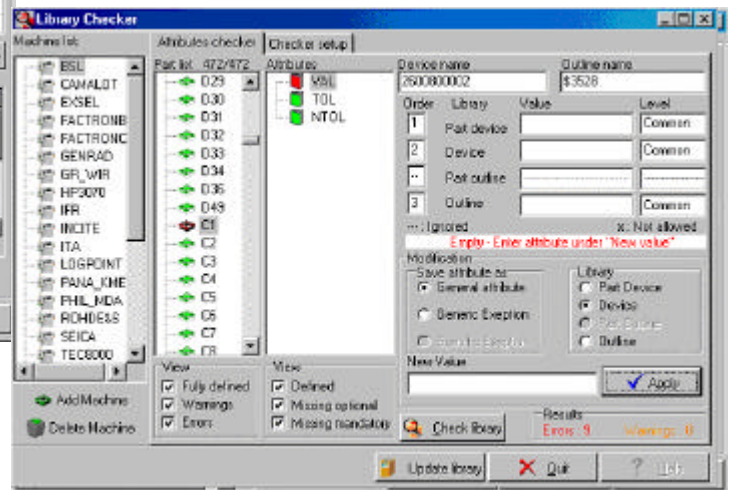 Library Checker
Machine list:
BSL
CAMALOT
EXSEL
FACTRONB
FACTRONC
GENRAD
GR_WIR
HP3070
IFR
INCITE
ITA
LOGPOINT
PANA_KME
PHIL_MDA
ROHDE&S
SEICA
TEC8000
Add Machine
Delete Machine
Attributes checker
Checker setup
Part list 472/472
D29
D30
D31
D32
D33
D34
D36
D49
C1
C2
C3
C4
C5
C6
C7
C8
Attributes
VAL
TOL
NTOL
View
Fully defined
Warnings
Errors
View
Defined
Missing optional
Missing mandatory
Device name
Outline name
2600800002
$3528
Order Library Value Level
1 Part device Common
2 Device Common
-- Part outline
3 Outline Common
---: Ignored x: Not allowed
Empty - Enter attribute under "New value"
Modification
Save attribute as
General attribute
Generic Exeption
Library
Part Device
Device
Part Outline
Outline
New Value
Apply
Check library
Results
Errors : 9 Warnings : 0
Update library
Quit
? Help